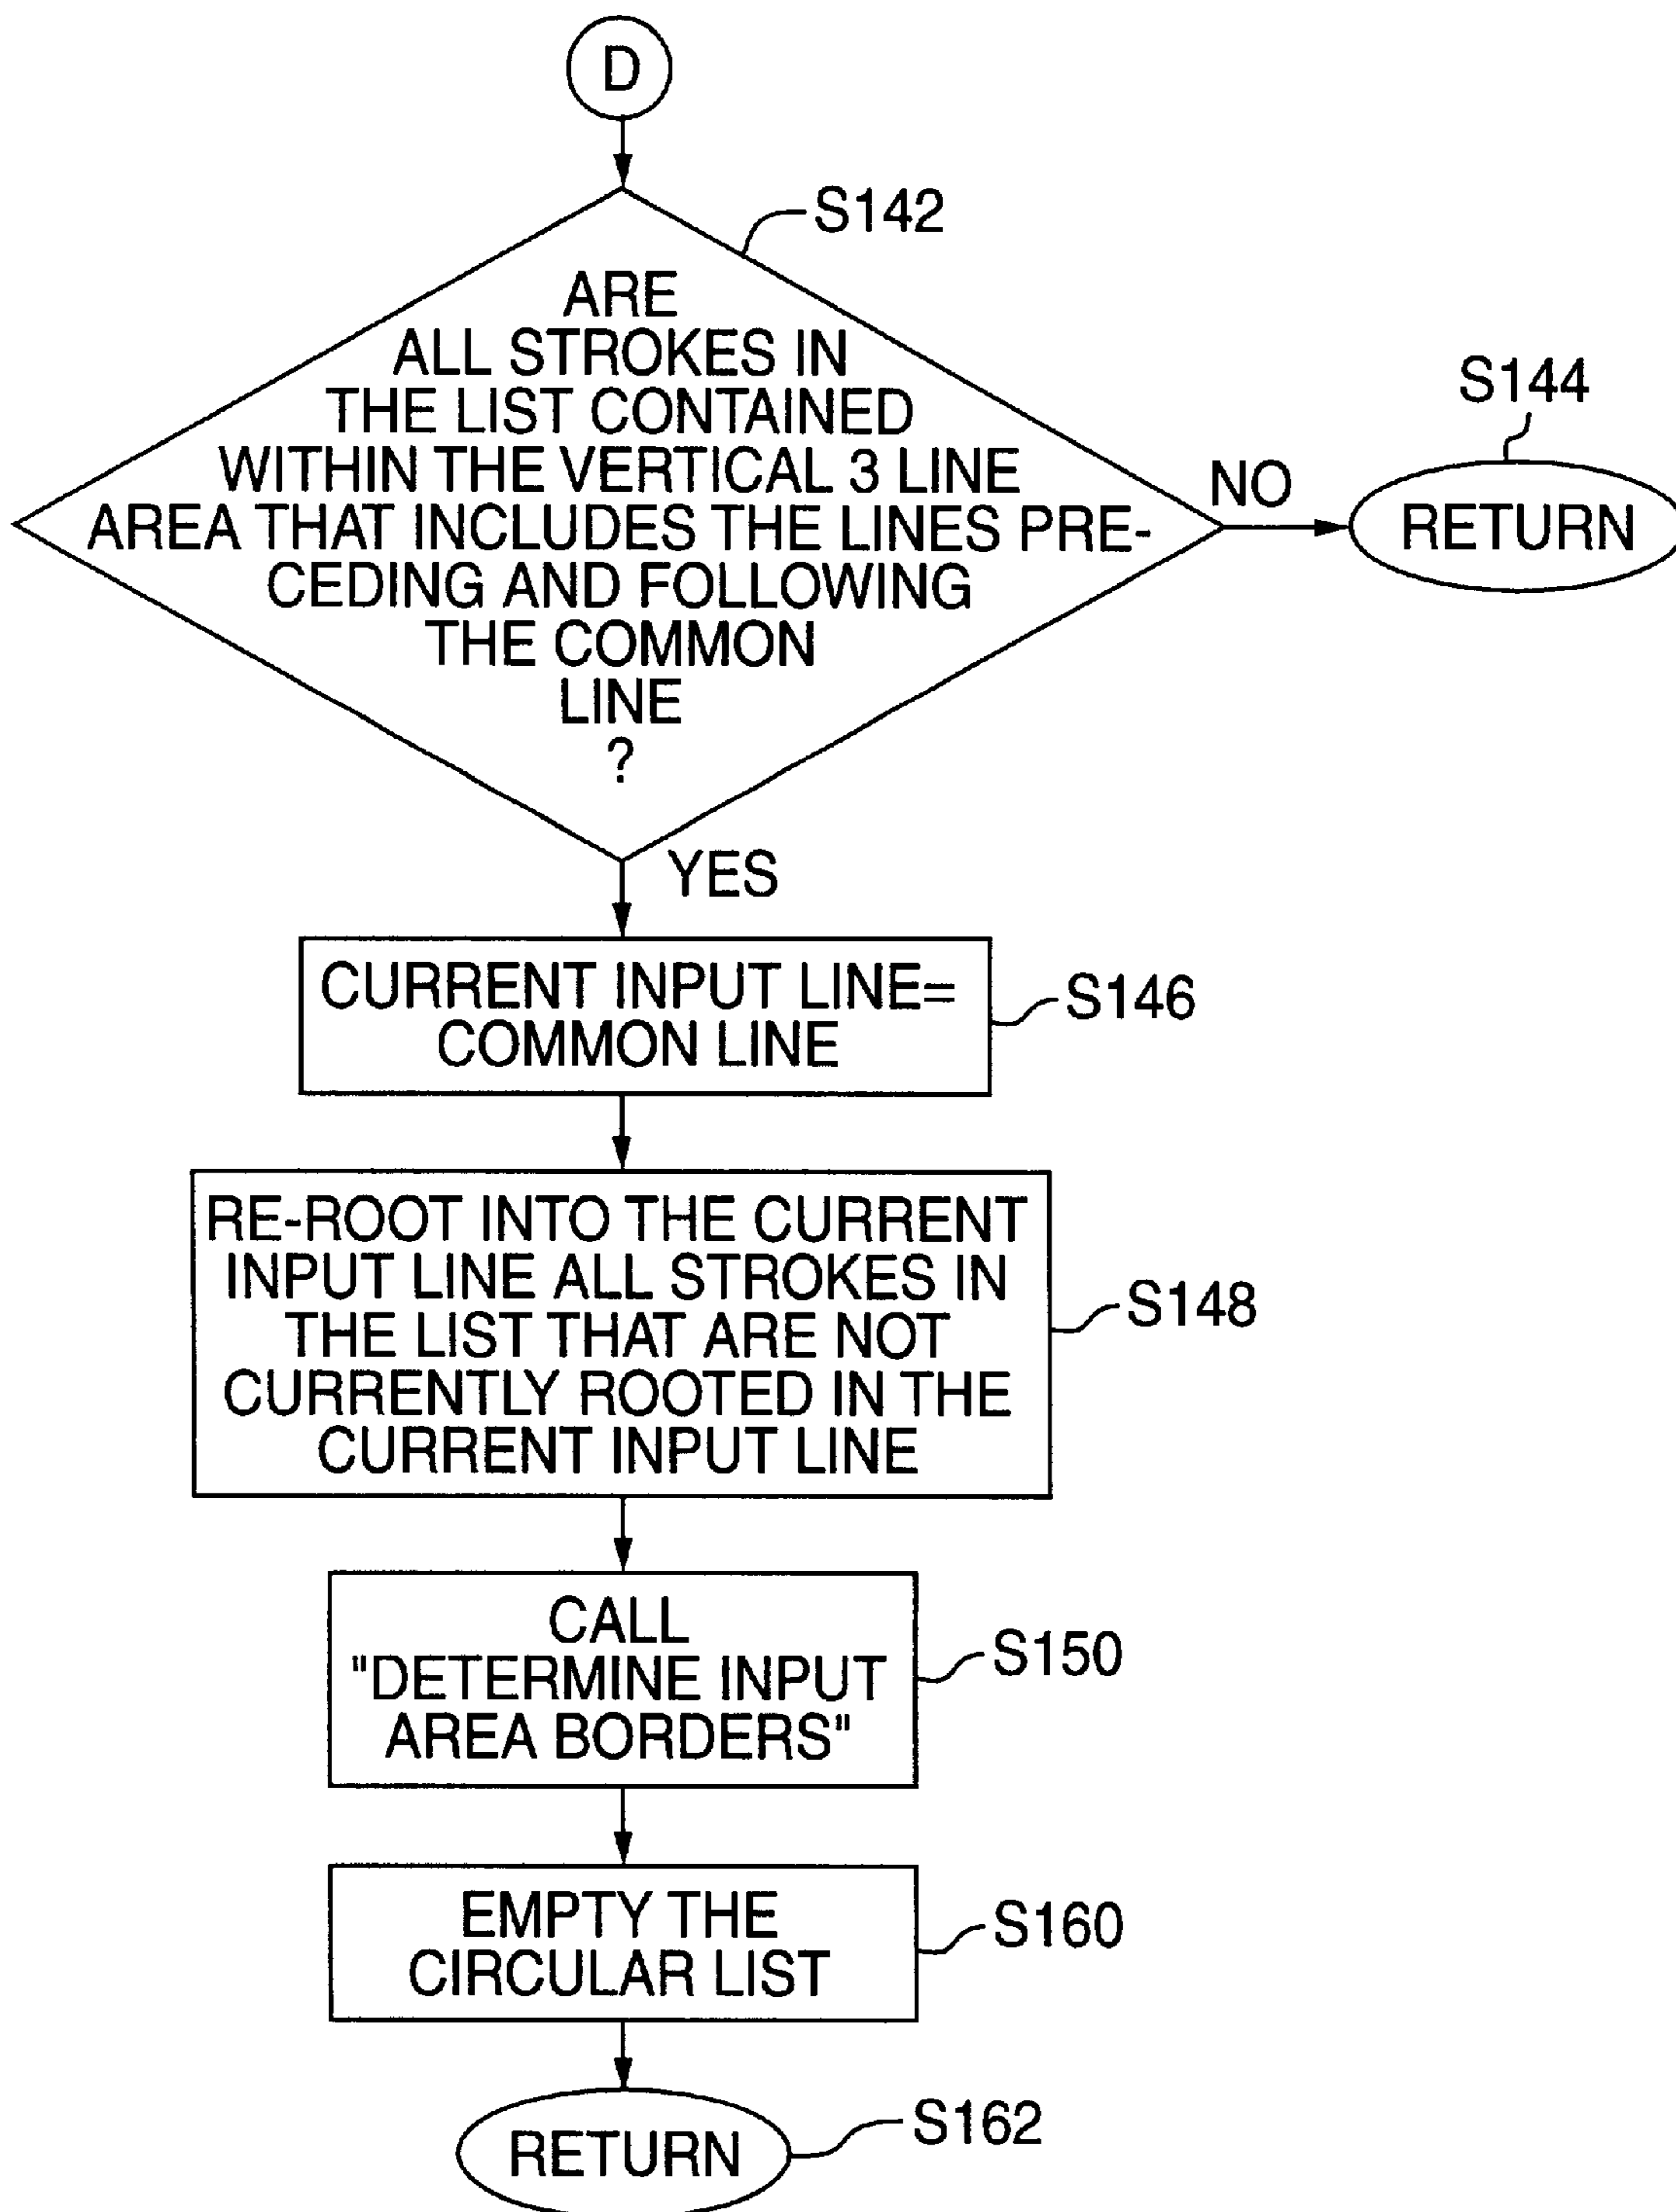 D
S142
ARE
ALL STROKES IN
THE LIST CONTAINED
WITHIN THE VERTICAL 3 LINE
AREA THAT INCLUDES THE LINES PRE-
CEDING AND FOLLOWING
THE COMMON
LINE
?
NO
S144
RETURN
YES
CURRENT INPUT LINE=
COMMON LINE
S146
RE-ROOT INTO THE CURRENT
INPUT LINE ALL STROKES IN
THE LIST THAT ARE NOT
CURRENTLY ROOTED IN THE
CURRENT INPUT LINE
S148
CALL
"DETERMINE INPUT
AREA BORDERS"
S150
EMPTY THE
CIRCULAR LIST
S160
RETURN
S162